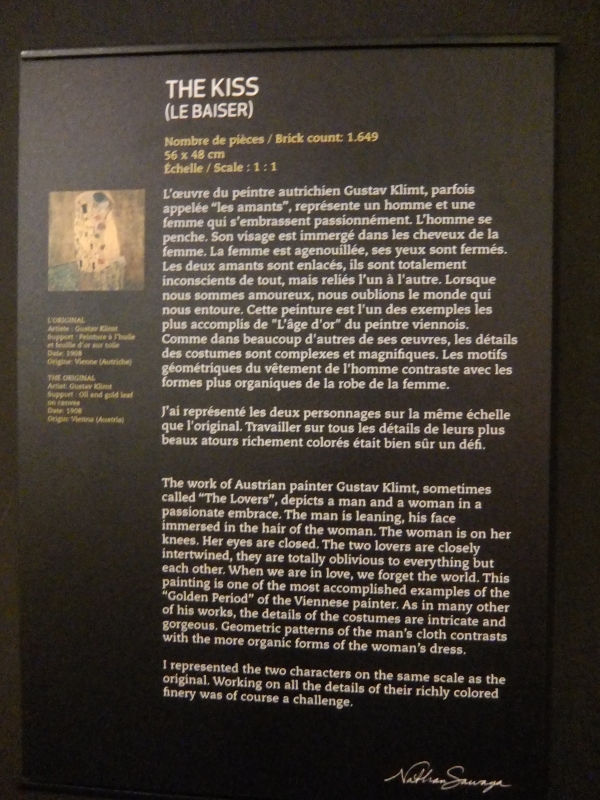 THE KISS
(LE BAISER)
Nombre de pièces / Brick count: 1.649
56 x 48 cm
Échelle / Scale : 1 : 1
L'œuvre du peintre autrichien Gustav Klimt, parfois
appelée "les amants", représente un homme et une
femme qui s'embrassent passionnément. L'homme se
penche. Son visage est immergé dans les cheveux de la
femme. La femme est agenouillée, ses yeux sont fermés.
Les deux amants sont enlacés, ils sont totalement
inconscients de tout, mais reliés l'un à l'autre. Lorsque
nous sommes amoureux, nous oublions le monde qui
nous entoure. Cette peinture est l'un des exemples les
plus accomplis de "L'âge d'or" du peintre viennois.
Comme dans beaucoup d'autres de ses œuvres, les détails
des costumes sont complexes et magnifiques. Les motifs
géométriques du vêtement de l'homme contraste avec les
formes plus organiques de la robe de la femme.
J'ai représenté les deux personnages sur la même échelle
que l'original. Travailler sur tous les détails de leurs plus
beaux atours richement colorés était bien sûr un défi.
L'ORIGINAL
Artiste : Gustav Klimt
Support : Peinture à l'huile
et feuille d'or sur toile
Date: 1908
Origine: Vienne (Autriche)
THE ORIGINAL
Artist: Gustav Klimt
Support : Oil and gold leaf
on canvas
Date: 1908
Origin: Vienna (Austria)
The work of Austrian painter Gustav Klimt, sometimes
called "The Lovers", depicts a man and a woman in a
passionate embrace. The man is leaning, his face
immersed in the hair of the woman. The woman is on her
knees. Her eyes are closed. The two lovers are closely
intertwined, they are totally oblivious to everything but
each other. When we are in love, we forget the world. This
painting is one of the most accomplished examples of the
"Golden Period" of the Viennese painter. As in many other
of his works, the details of the costumes are intricate and
gorgeous. Geometric patterns of the man's cloth contrasts
with the more organic forms of the woman's dress.
I represented the two characters on the same scale as the
original. Working on all the details of their richly colored
finery was of course a challenge.
Nathan Sawaya